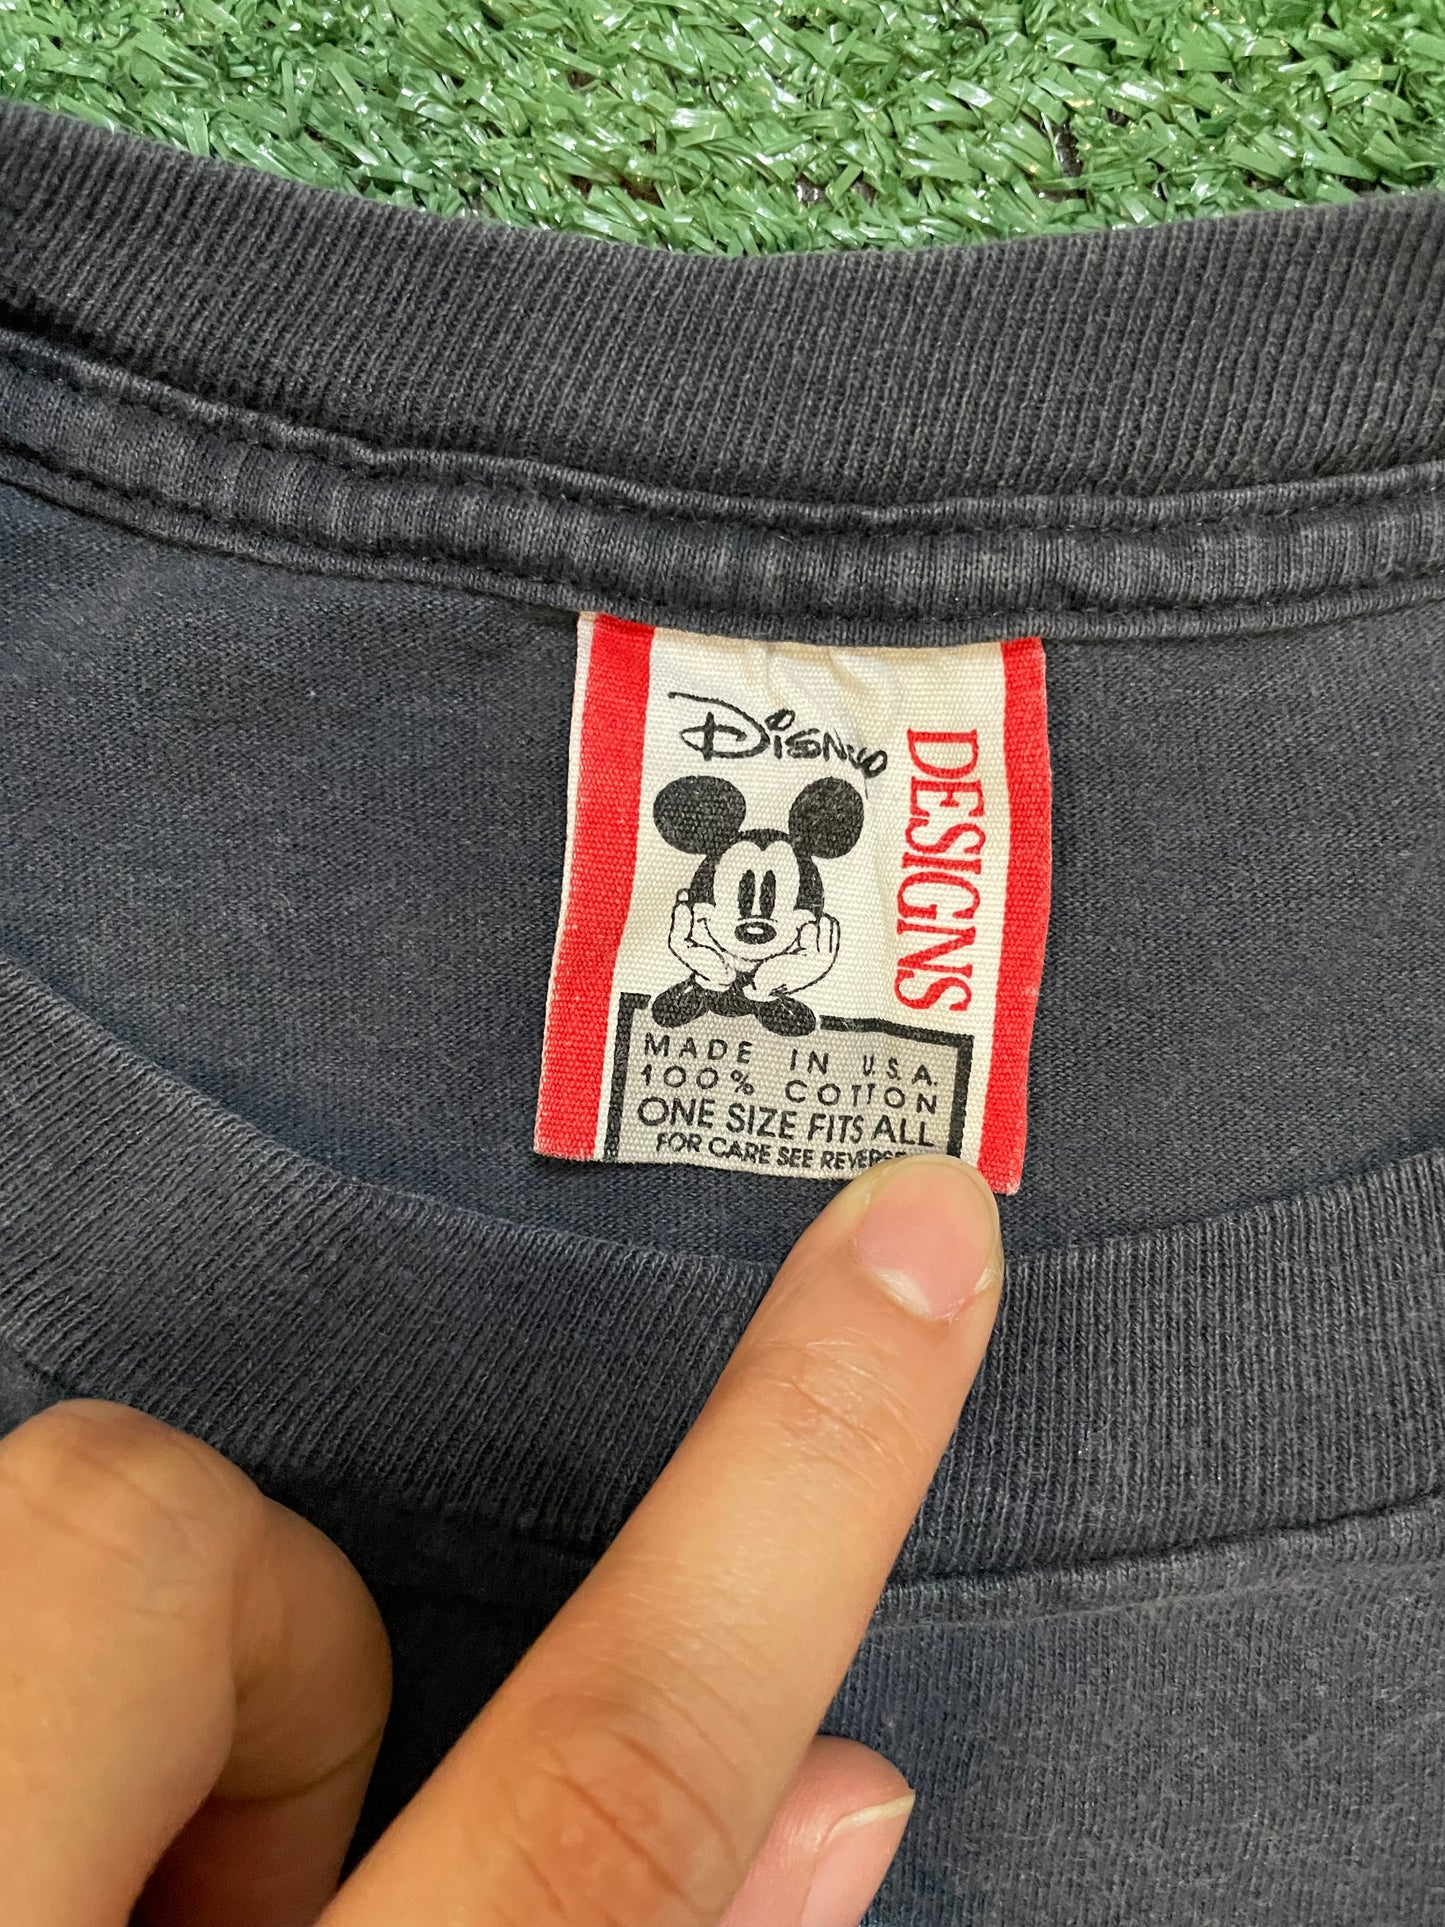 Disney
DESIGNS
MADE IN U.S.A.
100% COTTON
ONE SIZE FITS ALL
FOR CARE SEE REVERSE